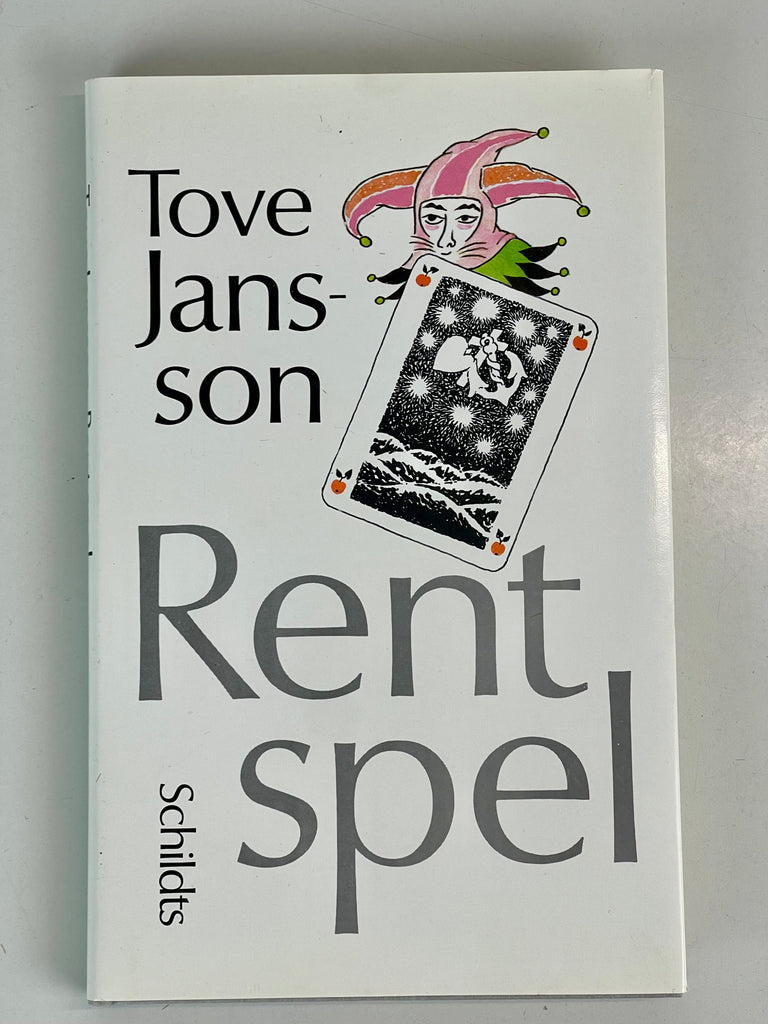 Tove
Jans-
son
Rent
spel
Schildts